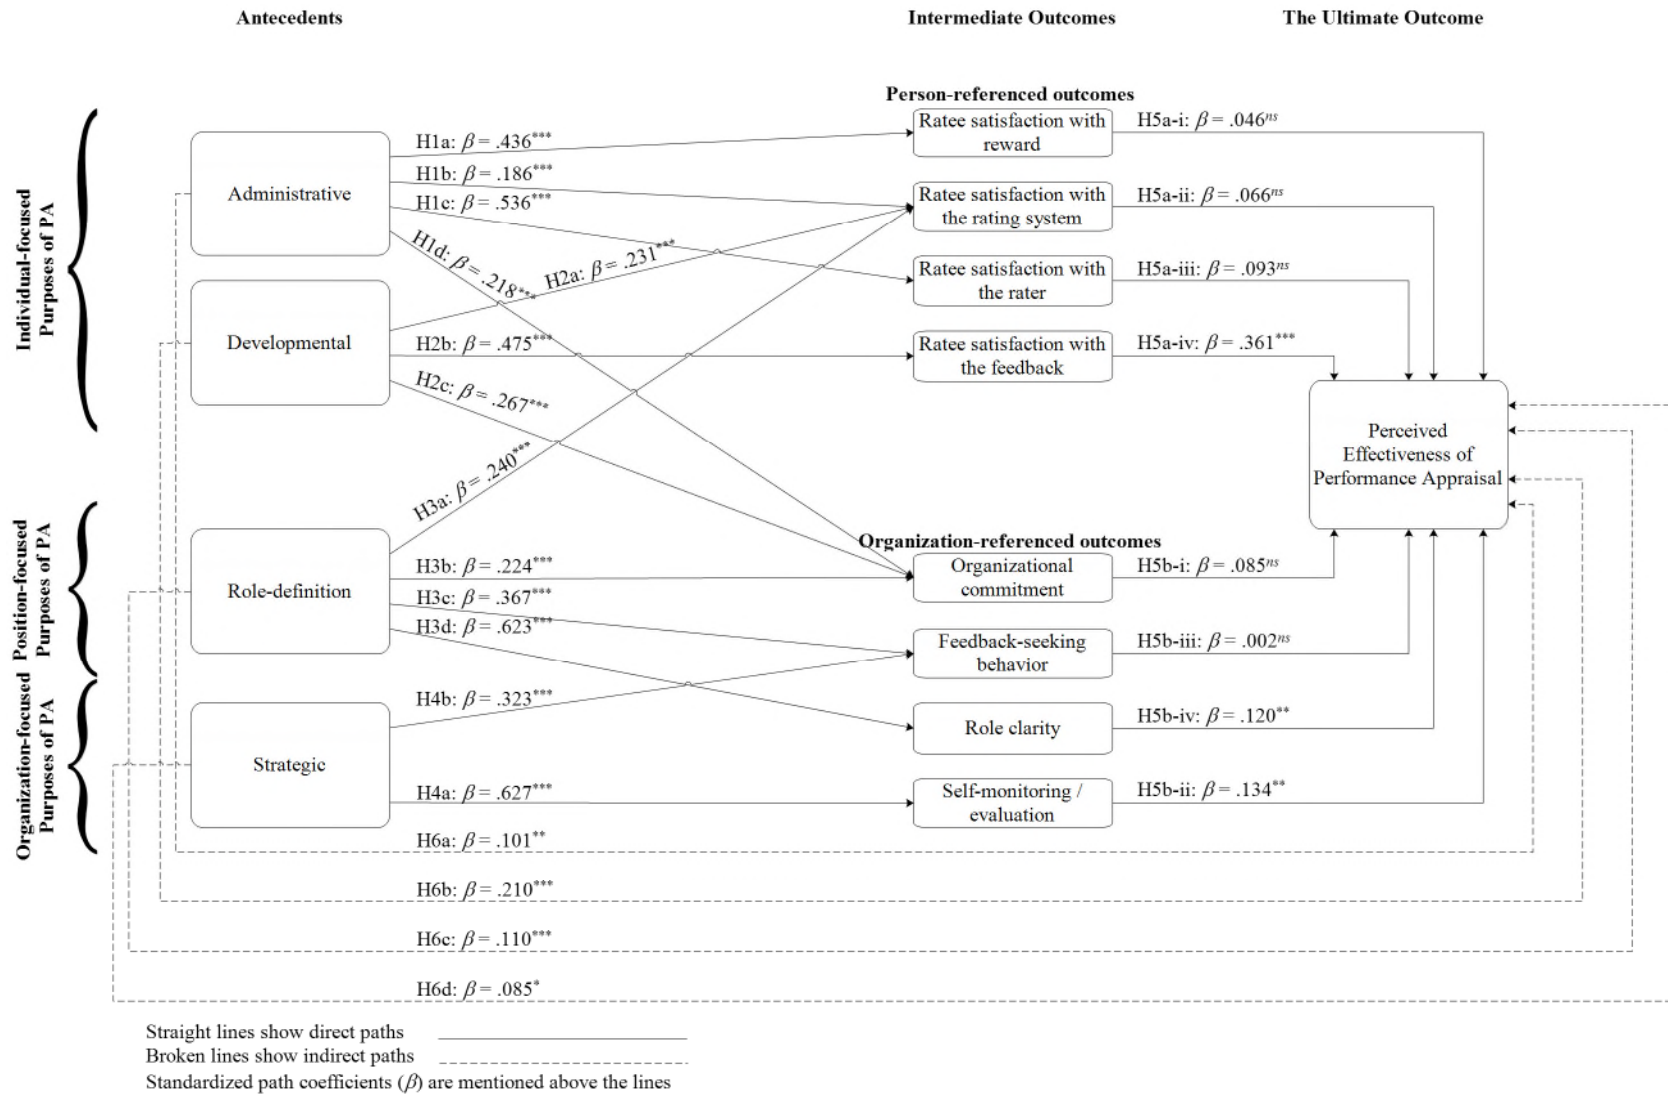 Antecedents
Intermediate Outcomes
The Ultimate Outcome
Individual-focused
Purposes of PA
Position-focused
Purposes of PA
Organization-focused
Purposes of PA
Administrative
Developmental
Role-definition
Strategic
H1a: β = .436***
H1b: β = .186***
H1c: β = .536***
H1d: β = .218***
H2a: β = .231***
H2b: β = .475***
H2c: β = .267***
H3a: β = .240***
H3b: β = .224***
H3c: β = .367***
H3d: β = .623***
H4b: β = .323***
H4a: β = .627***
H6a: β = .101**
H6b: β = .210***
H6c: β = .110***
H6d: β = .085*
Person-referenced outcomes
Ratee satisfaction with
reward
Ratee satisfaction with
the rating system
Ratee satisfaction with
the rater
Ratee satisfaction with
the feedback
Organization-referenced outcomes
Organizational
commitment
Feedback-seeking
behavior
Role clarity
Self-monitoring /
evaluation
H5a-i: β = .046ns
H5a-ii: β = .066ns
H5a-iii: β = .093ns
H5a-iv: β = .361***
H5b-i: β = .085ns
H5b-iii: β = .002ns
H5b-iv: β = .120**
H5b-ii: β = .134**
Perceived
Effectiveness of
Performance Appraisal
Straight lines show direct paths
Broken lines show indirect paths
Standardized path coefficients (β) are mentioned above the lines